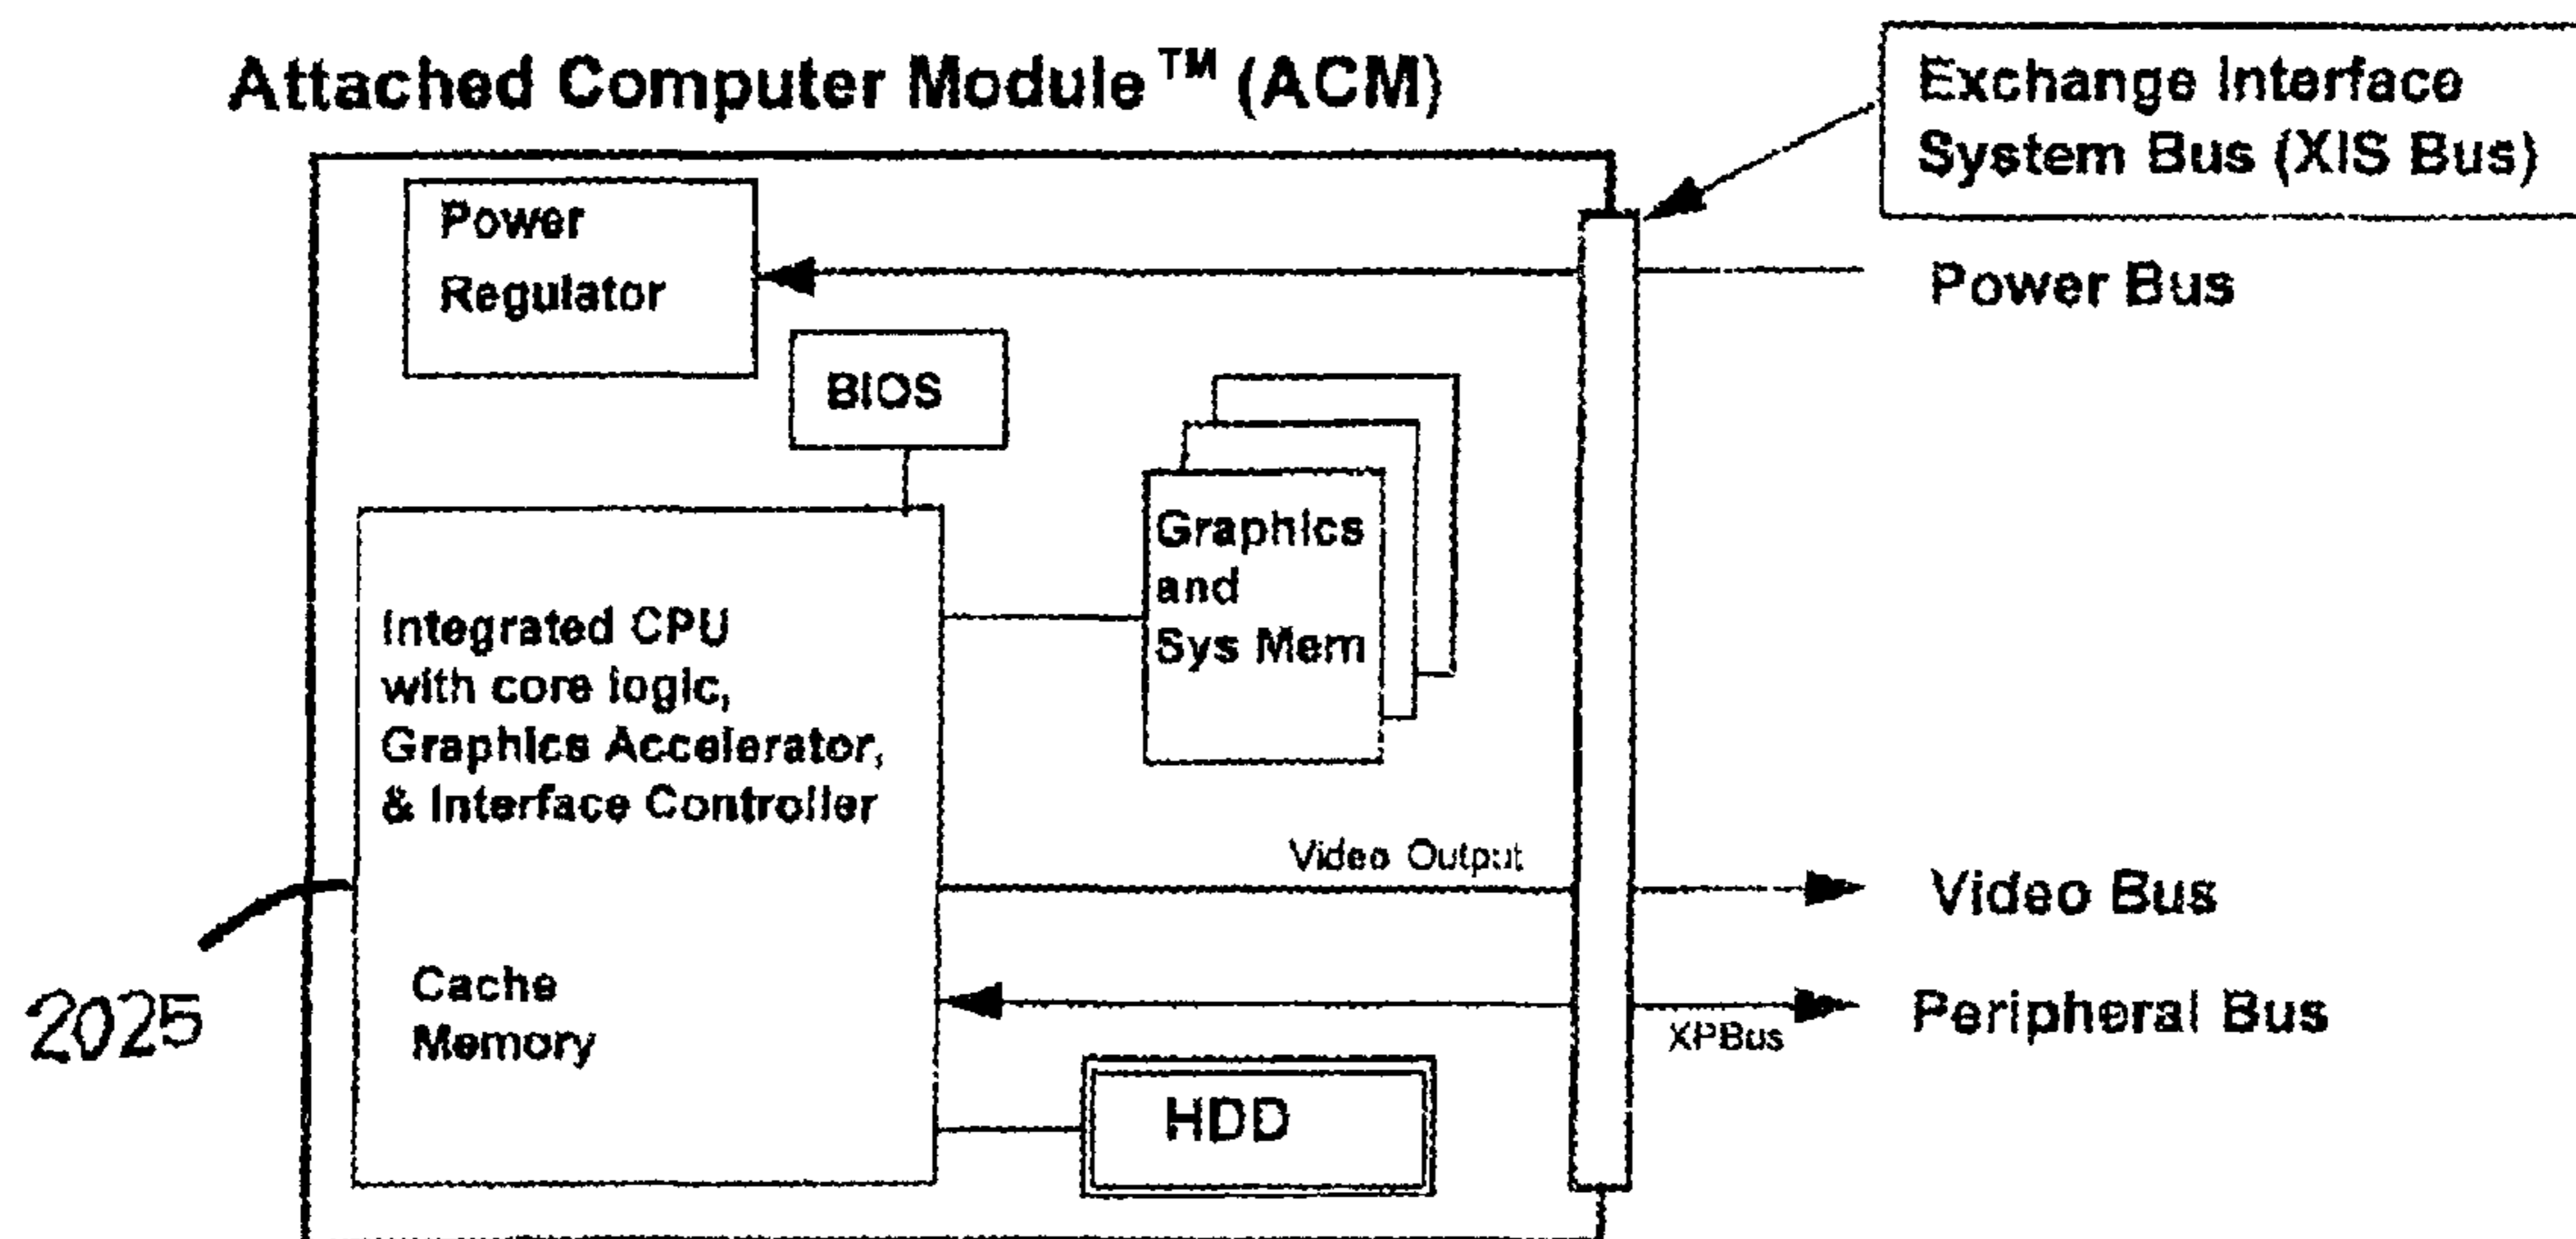 Attached Computer Module™ (ACM)
Exchange Interface
System Bus (XIS Bus)
Power
Regulator
Power Bus
BIOS
Graphics
and
Sys Mem
Integrated CPU
with core logic,
Graphics Accelerator,
& Interface Controller
Video Output
Video Bus
Cache
Memory
2025
XPBus
Peripheral Bus
HDD